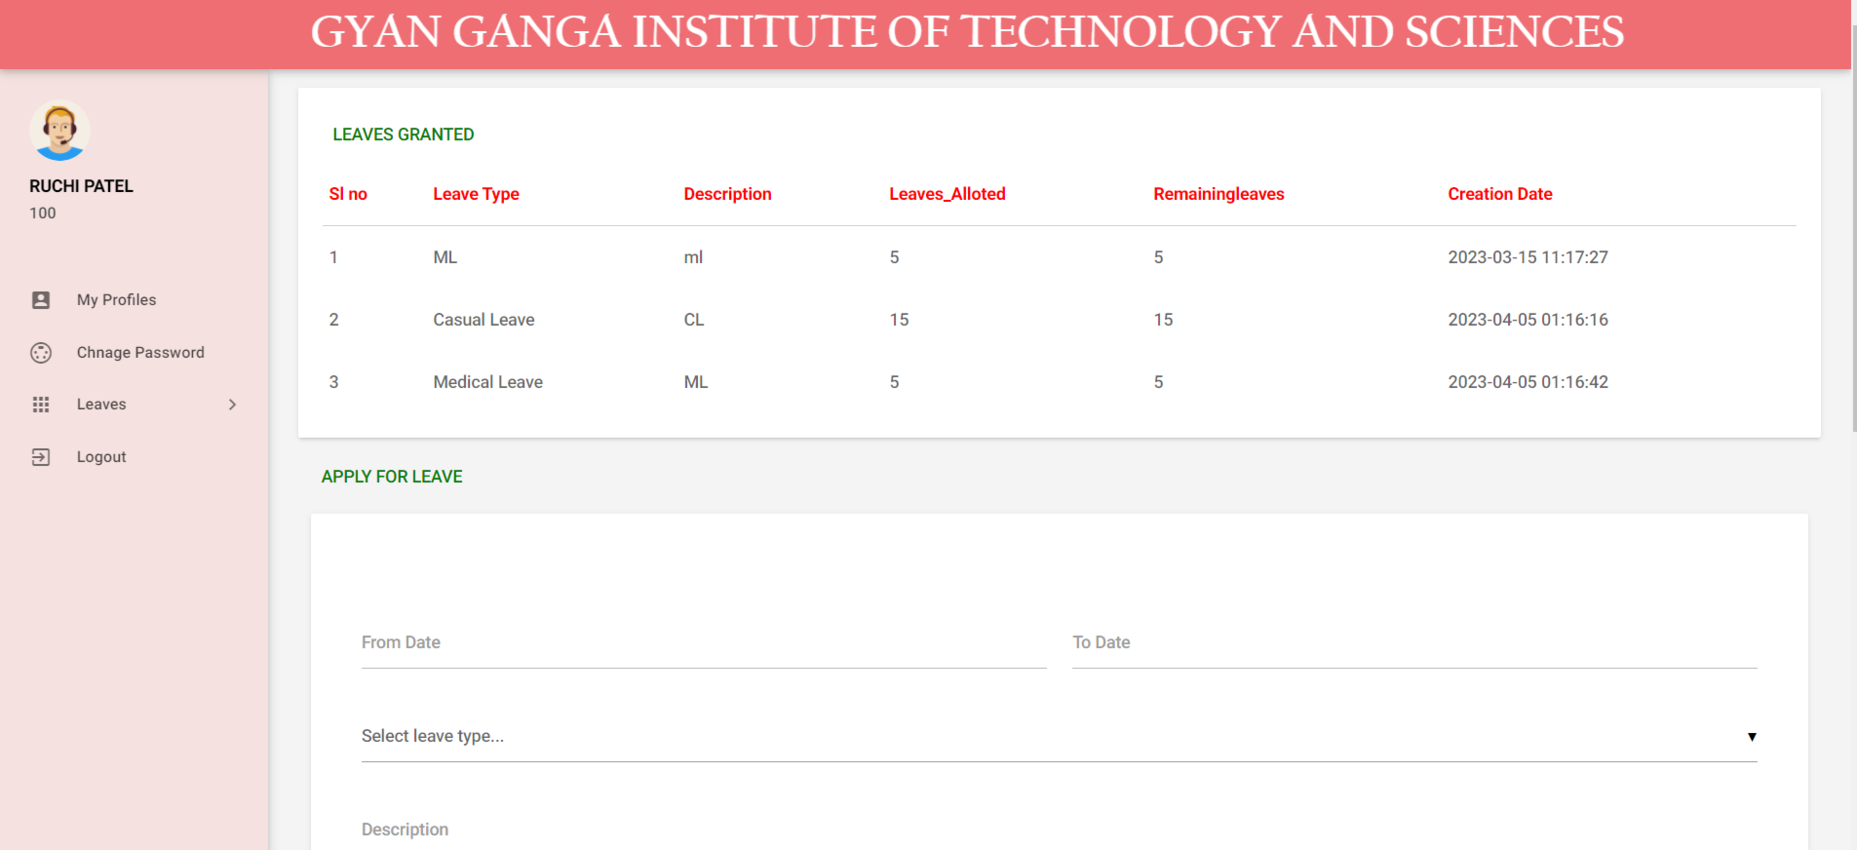 GYAN GANGA INSTITUTE OF TECHNOLOGY AND SCIENCES
RUCHI PATEL
100
My Profiles
Chnage Password
Leaves
Logout
LEAVES GRANTED
Sl no Leave Type Description Leaves_Alloted Remainingleaves Creation Date
1 ML ml 5 5 2023-03-15 11:17:27
2 Casual Leave CL 15 15 2023-04-05 01:16:16
3 Medical Leave ML 5 5 2023-04-05 01:16:42
APPLY FOR LEAVE
From Date To Date
Select leave type...
Description